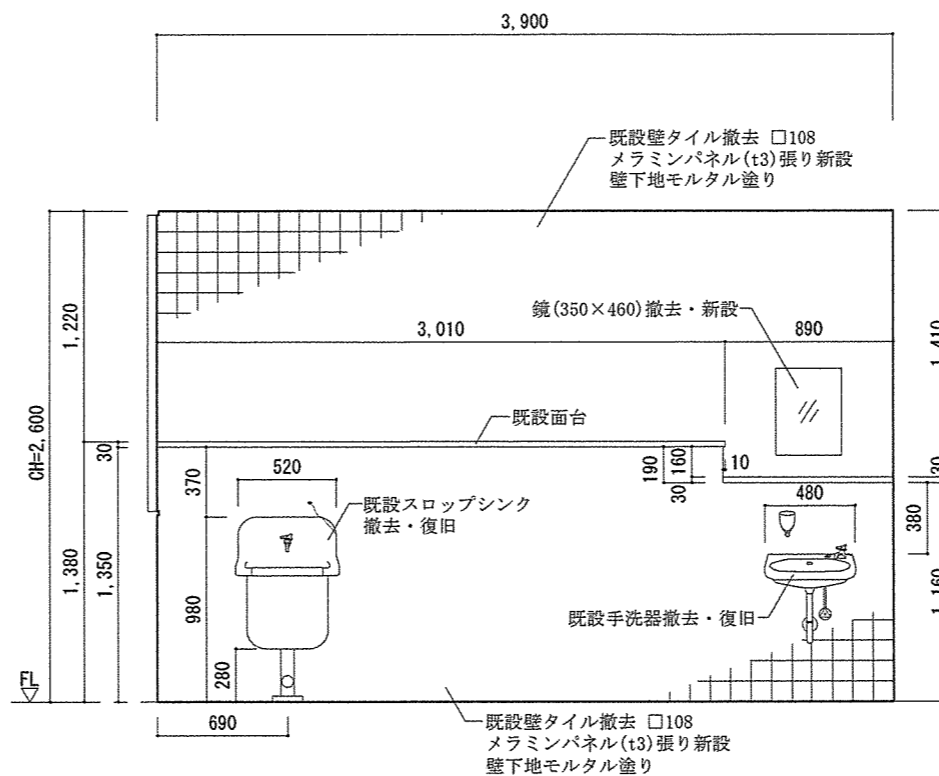 3,900
既設壁タイル撤去 □108
メラミンパネル(t3)張り新設
壁下地モルタル塗り
鏡(350×460)撤去・新設
3,010
890
1,220
1,410
CH=2,600
既設面台
30
370
520
190
160
30
10
30
480
380
既設スロップシンク
撤去・復旧
1,380
1,350
980
280
1,160
既設手洗器撤去・復旧
FL
690
既設壁タイル撤去 □108
メラミンパネル(t3)張り新設
壁下地モルタル塗り